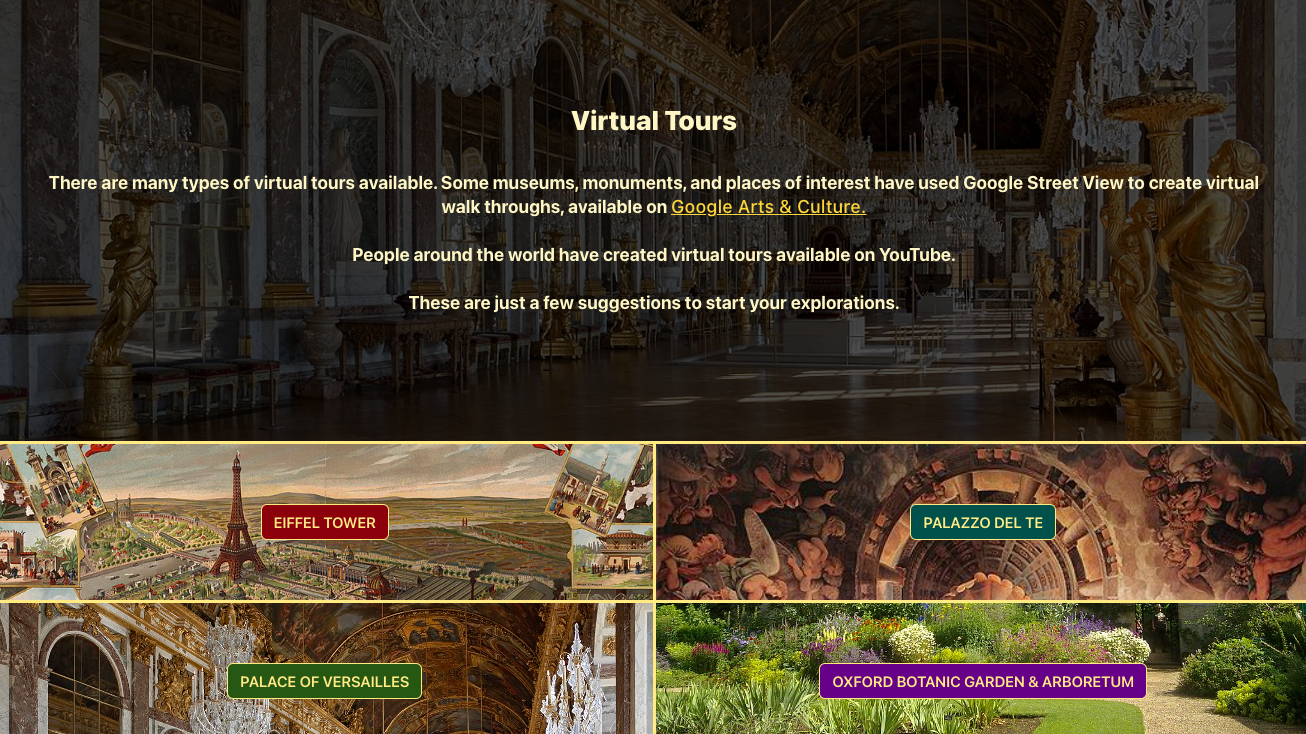 Virtual Tours
There are many types of virtual tours available. Some museums, monuments, and places of interest have used Google Street View to create virtual
walk throughs, available on Google Arts & Culture.
People around the world have created virtual tours available on YouTube.
These are just a few suggestions to start your explorations.
EIFFEL TOWER
PALAZZO DEL TE
PALACE OF VERSAILLES
OXFORD BOTANIC GARDEN & ARBORETUM